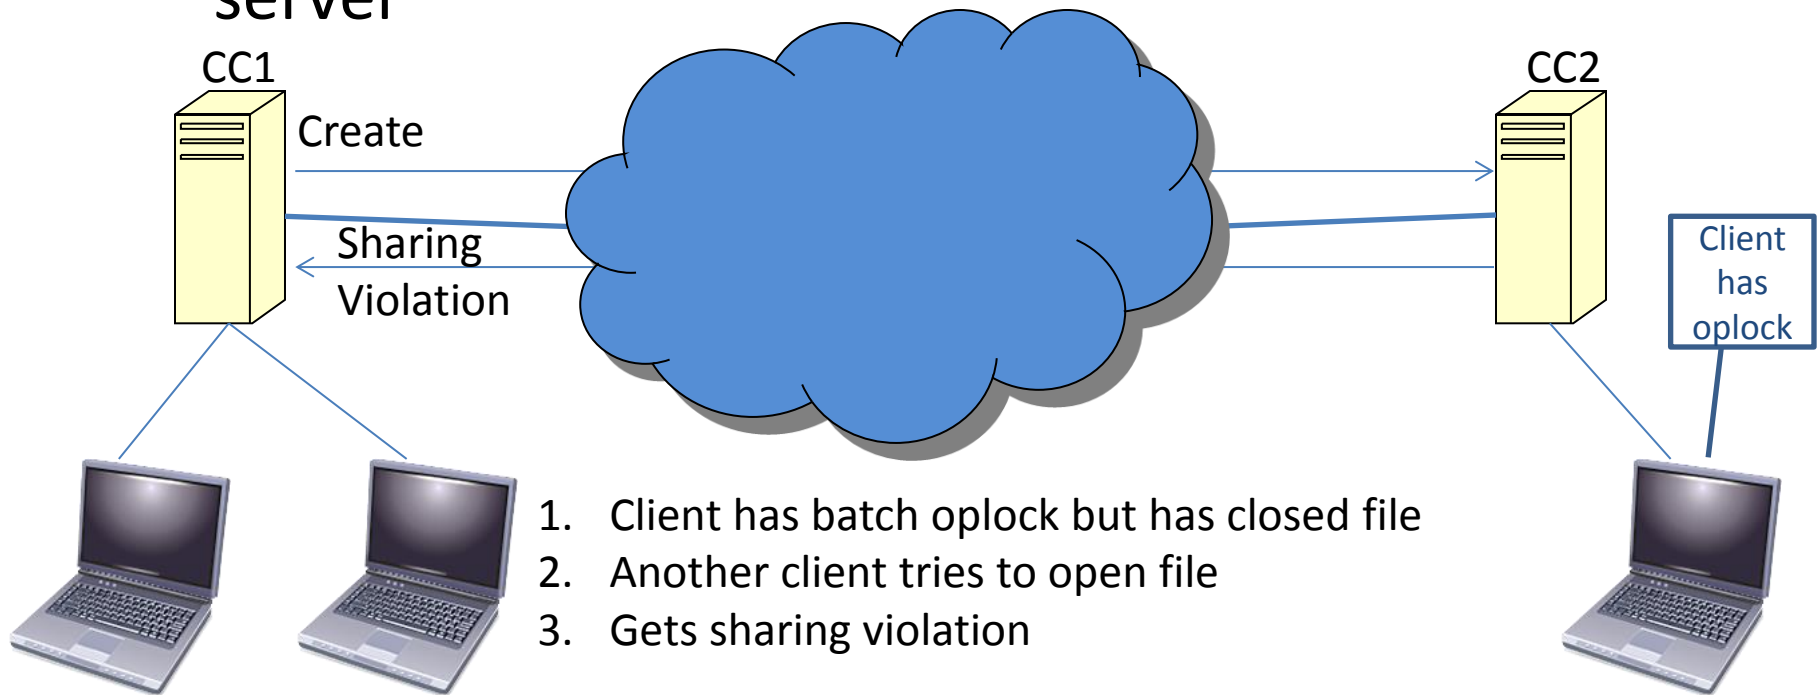 server
CC1
CC2
Create
Sharing
Violation
Client
has
oplock
1. Client has batch oplock but has closed file
2. Another client tries to open file
3. Gets sharing violation